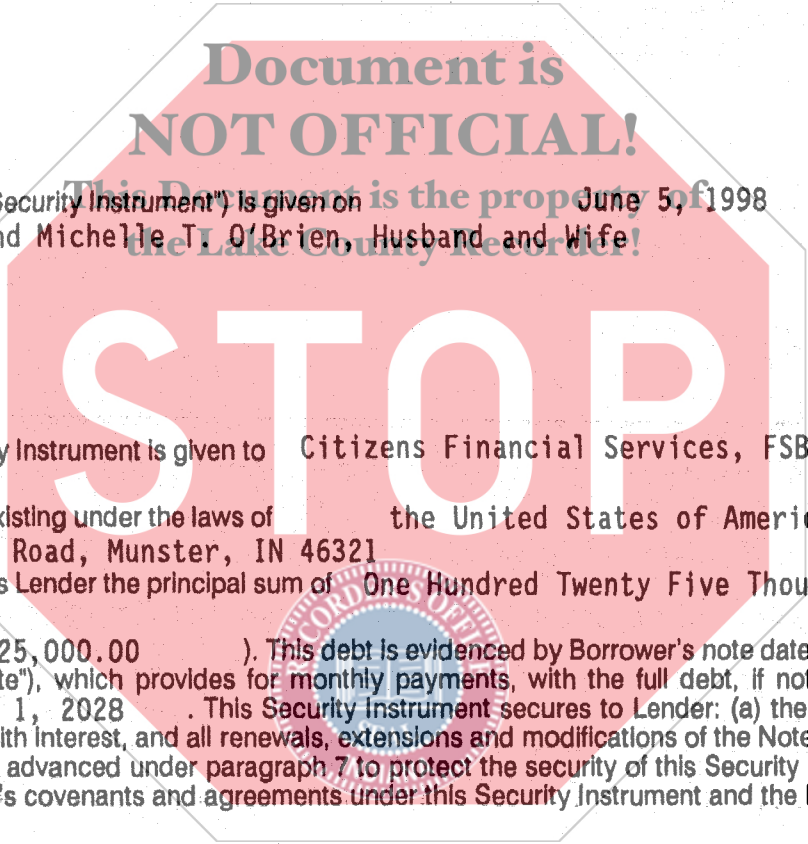 Document is
NOT OFFICIAL!
This Document is the property of
the Lake County Recorder!
Security Instrument") is given on June 5, 1998
nd Michelle T. O'Brien, Husband and Wife
STOP
y Instrument is given to Citizens Financial Services, FSB
xisting under the laws of the United States of Ameri
Road, Munster, IN 46321
s Lender the principal sum of One Hundred Twenty Five Thou
RECORDER'S OFFICE
25,000.00 ). This debt is evidenced by Borrower's note date
te"), which provides for monthly payments, with the full debt, if not
1, 2028 . This Security Instrument secures to Lender: (a) the
ith interest, and all renewals, extensions and modifications of the Note
advanced under paragraph 7 to protect the security of this Security
's covenants and agreements under this Security Instrument and the